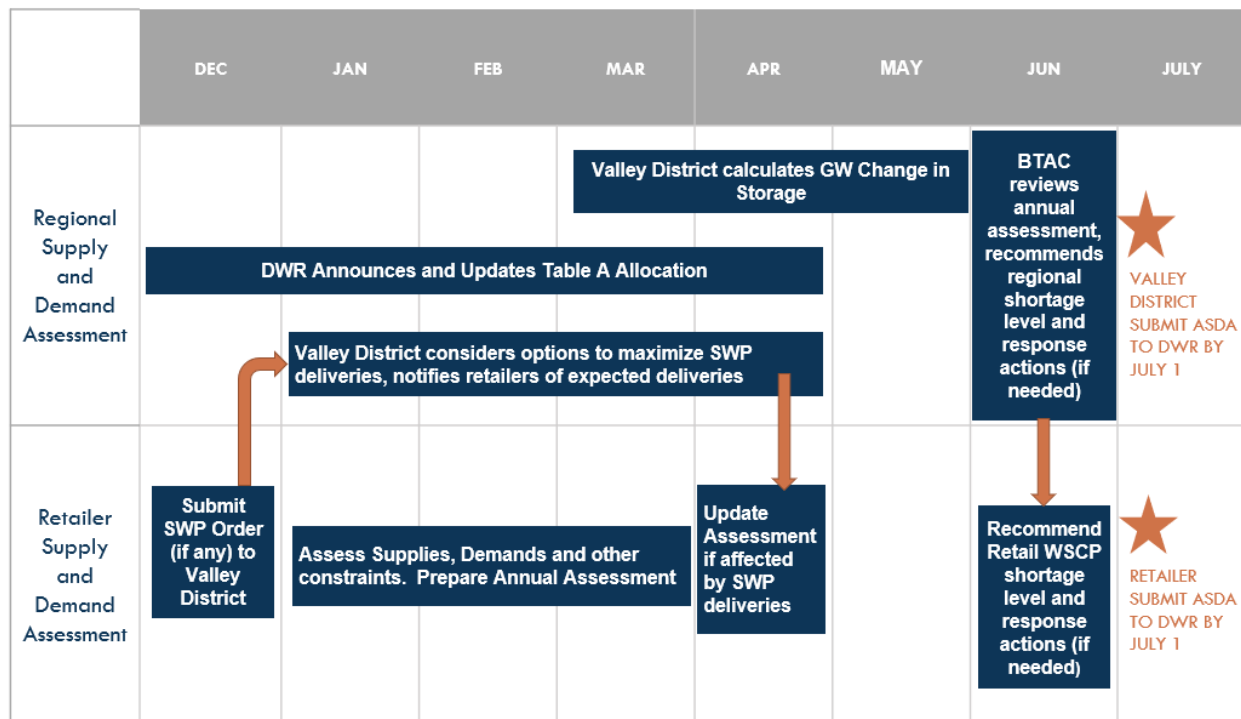 DEC
JAN
FEB
MAR
APR
MAY
JUN
JULY
Regional
Supply
and
Demand
Assessment
Valley District calculates GW Change in
Storage
DWR Announces and Updates Table A Allocation
Valley District considers options to maximize SWP
deliveries, notifies retailers of expected deliveries
BTAC
reviews
annual
assessment,
recommends
regional
shortage
level and
response
actions (if
needed)
VALLEY
DISTRICT
SUBMIT ASDA
TO DWR BY
JULY 1
Retailer
Supply
and
Demand
Assessment
Submit
SWP Order
(if any) to
Valley
District
Assess Supplies, Demands and other
constraints.  Prepare Annual Assessment
Update
Assessment
if affected
by SWP
deliveries
Recommend
Retail WSCP
shortage
level and
response
actions (if
needed)
RETAILER
SUBMIT ASDA
TO DWR BY
JULY 1